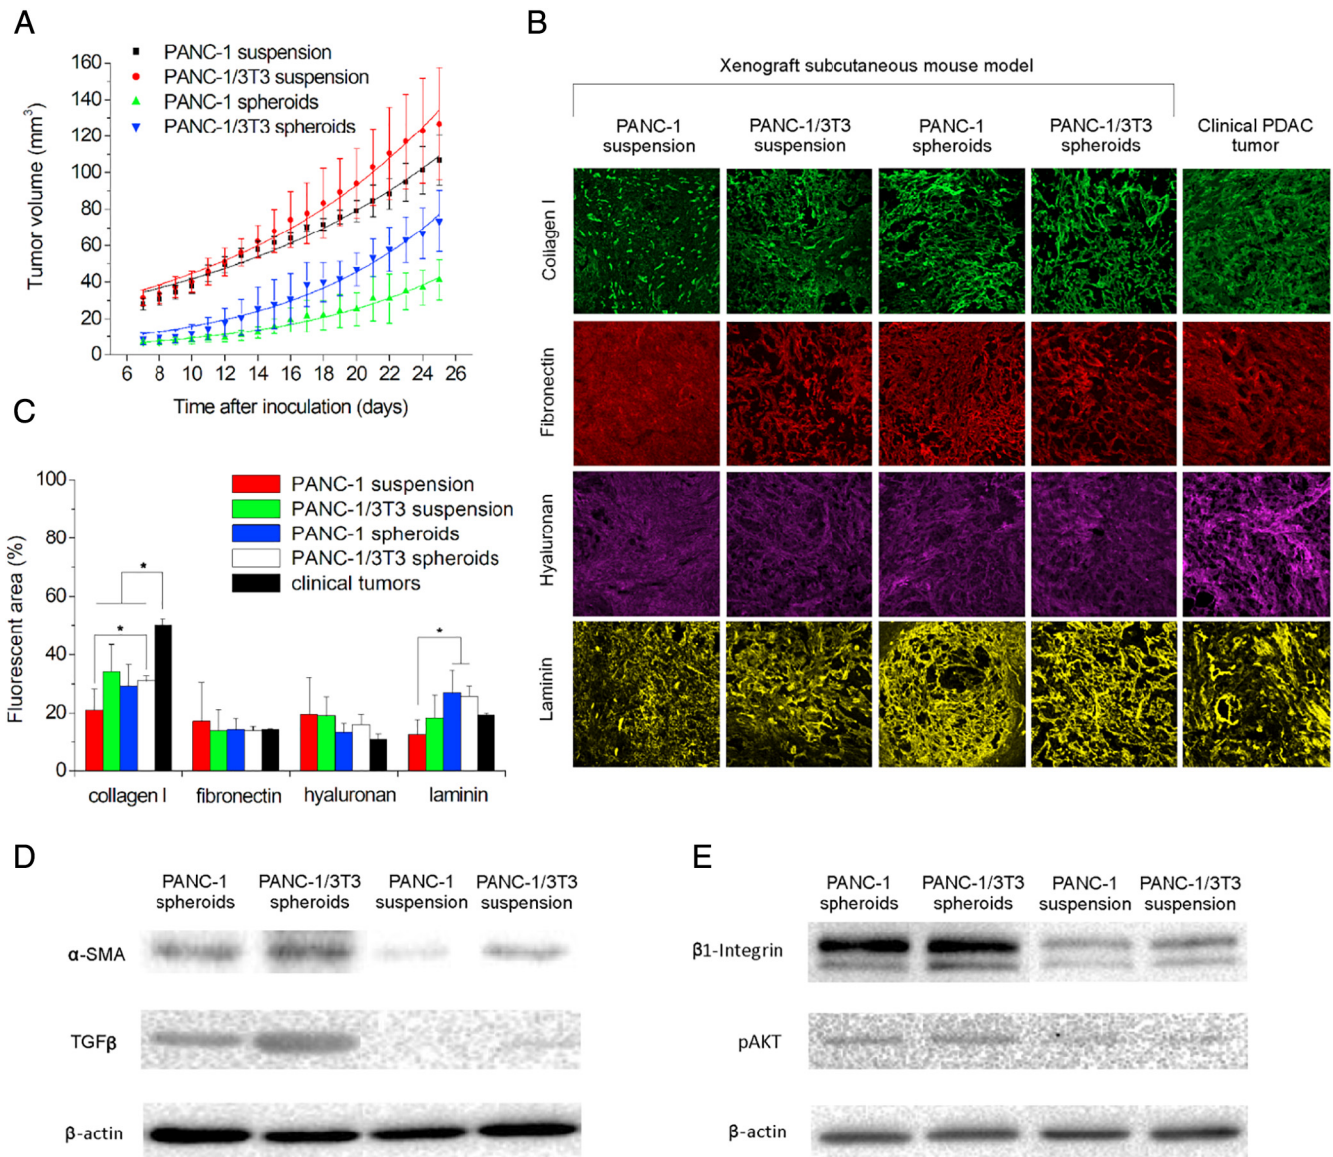 A
PANC-1 suspension
PANC-1/3T3 suspension
PANC-1 spheroids
PANC-1/3T3 spheroids
Tumor volume (mm³)
160
140
120
100
80
60
40
20
0
6 8 10 12 14 16 18 20 22 24 26
Time after inoculation (days)
B
Xenograft subcutaneous mouse model
PANC-1 suspension
PANC-1/3T3 suspension
PANC-1 spheroids
PANC-1/3T3 spheroids
Clinical PDAC tumor
Collagen I
Fibronectin
Hyaluronan
Laminin
C
PANC-1 suspension
PANC-1/3T3 suspension
PANC-1 spheroids
PANC-1/3T3 spheroids
clinical tumors
Fluorescent area (%)
100
80
60
40
20
0
*
*
*
collagen I fibronectin hyaluronan laminin
D
PANC-1 spheroids
PANC-1/3T3 spheroids
PANC-1 suspension
PANC-1/3T3 suspension
α-SMA
TGFβ
β-actin
E
PANC-1 spheroids
PANC-1/3T3 spheroids
PANC-1 suspension
PANC-1/3T3 suspension
β1-Integrin
pAKT
β-actin